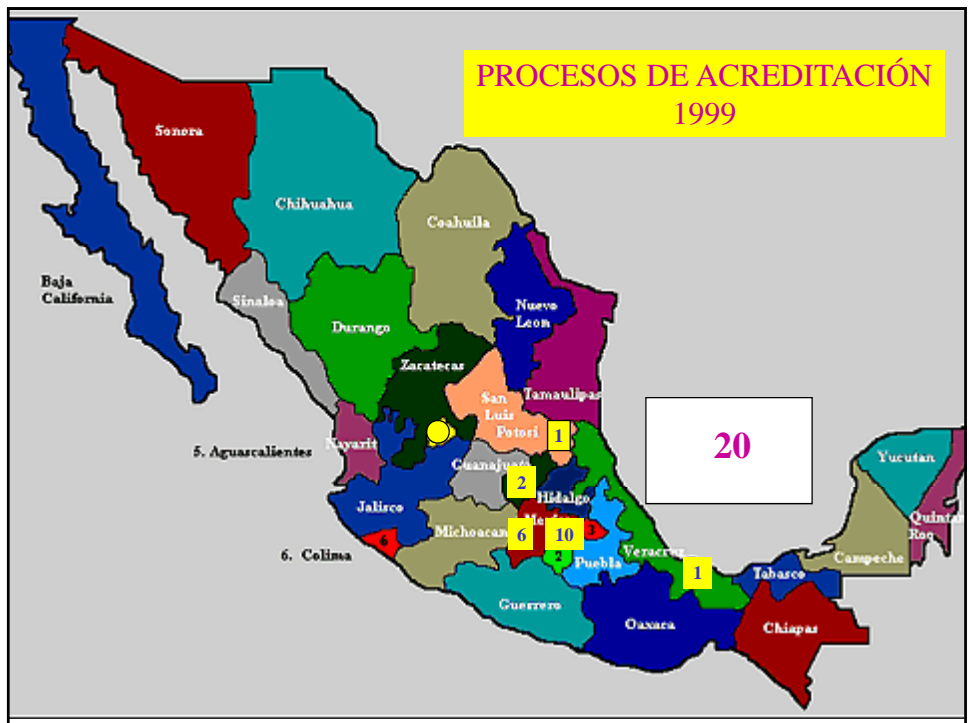 PROCESOS DE ACREDITACIÓN
1999
Sonora
Chihuahua
Coahuila
Baja
California
Sinaloa
Nuevo
Leon
Durango
Zacatecas
San
Luis
Potosi
Tamaulipas
1
20
Nayarit
5. Aguascalientes
Guanajuato
2
Hidalgo
Yucutan
Quintan
Roo
Jalisco
Michoacan
6
10
3
2
6
6. Colima
Puebla
Veracruz
1
Campeche
Tabasco
Guerrero
Oaxaca
Chiapas